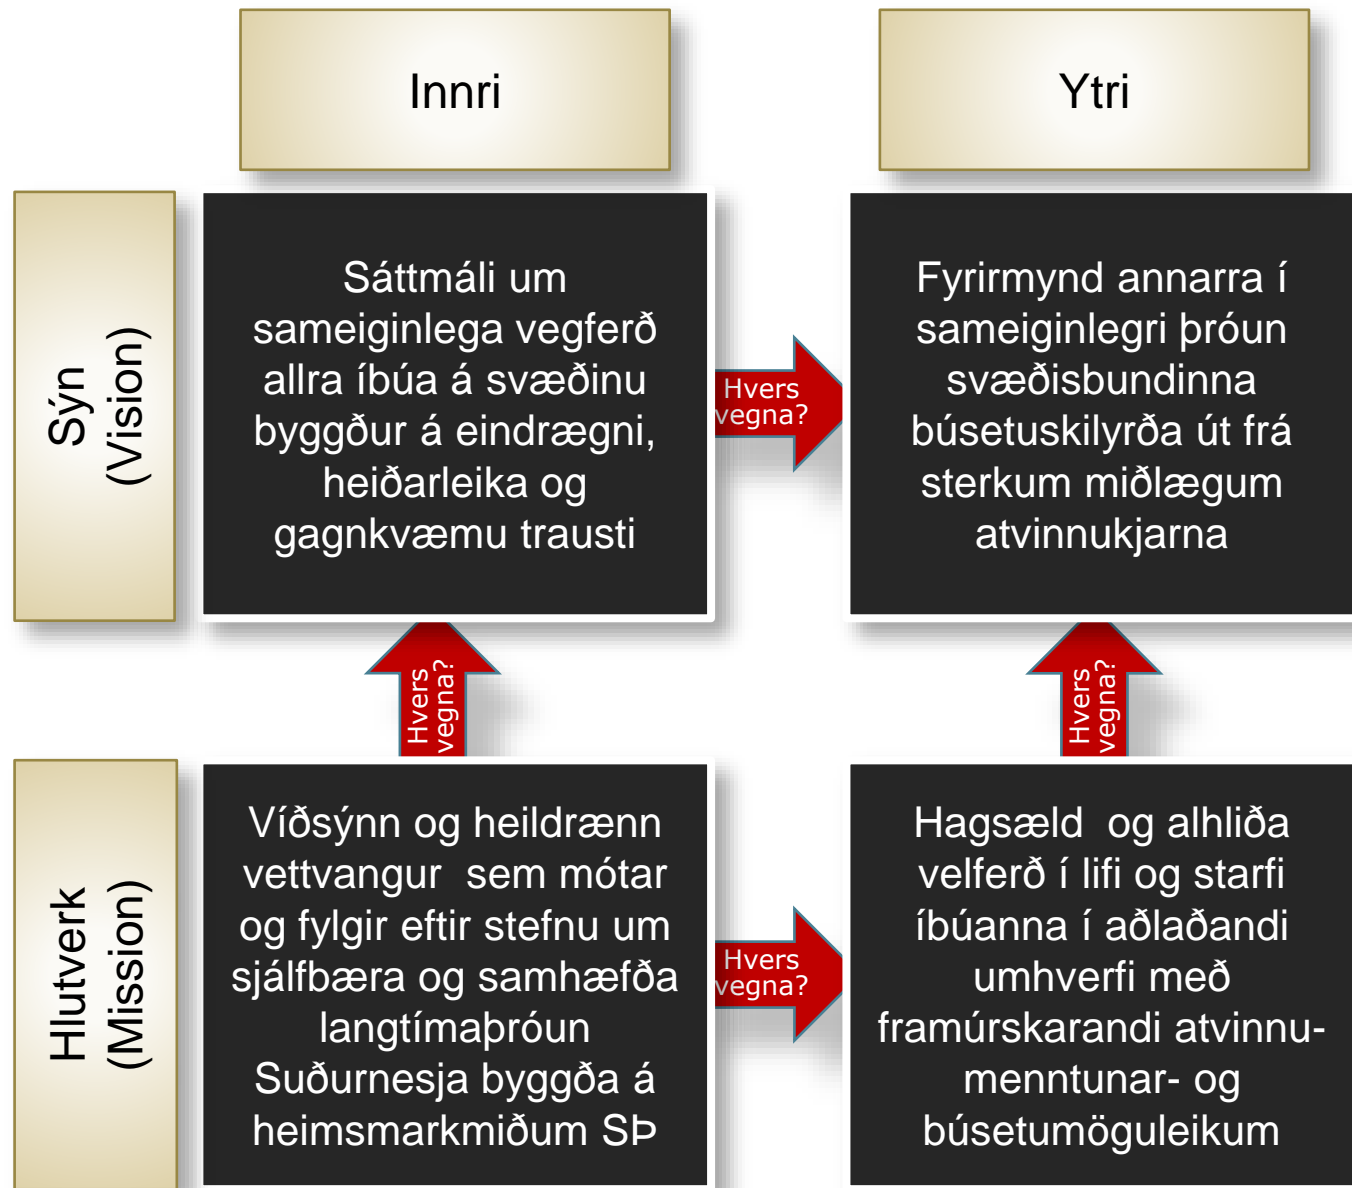 Innri
Ytri
Sýn
(Vision)
Sáttmáli um
sameiginlega vegferð
allra íbúa á svæðinu
byggður á eindrægni,
heiðarleika og
gagnkvæmu trausti
Hvers
vegna?
Fyrirmynd annarra í
sameiginlegri þróun
svæðisbundinna
búsetuskilyrða út frá
sterkum miðlægum
atvinnukjarna
Hvers
vegna?
Hvers
vegna?
Hlutverk
(Mission)
Víðsýnn og heildrænn
vettvangur sem mótar
og fylgir eftir stefnu um
sjálfbæra og samhæfða
langtímaþróun
Suðurnesja byggða á
heimsmarkmiðum SÞ
Hvers
vegna?
Hagsæld og alhliða
velferð í lifi og starfi
íbúanna í aðlaðandi
umhverfi með
framúrskarandi atvinnu-
menntunar- og
búsetumöguleikum